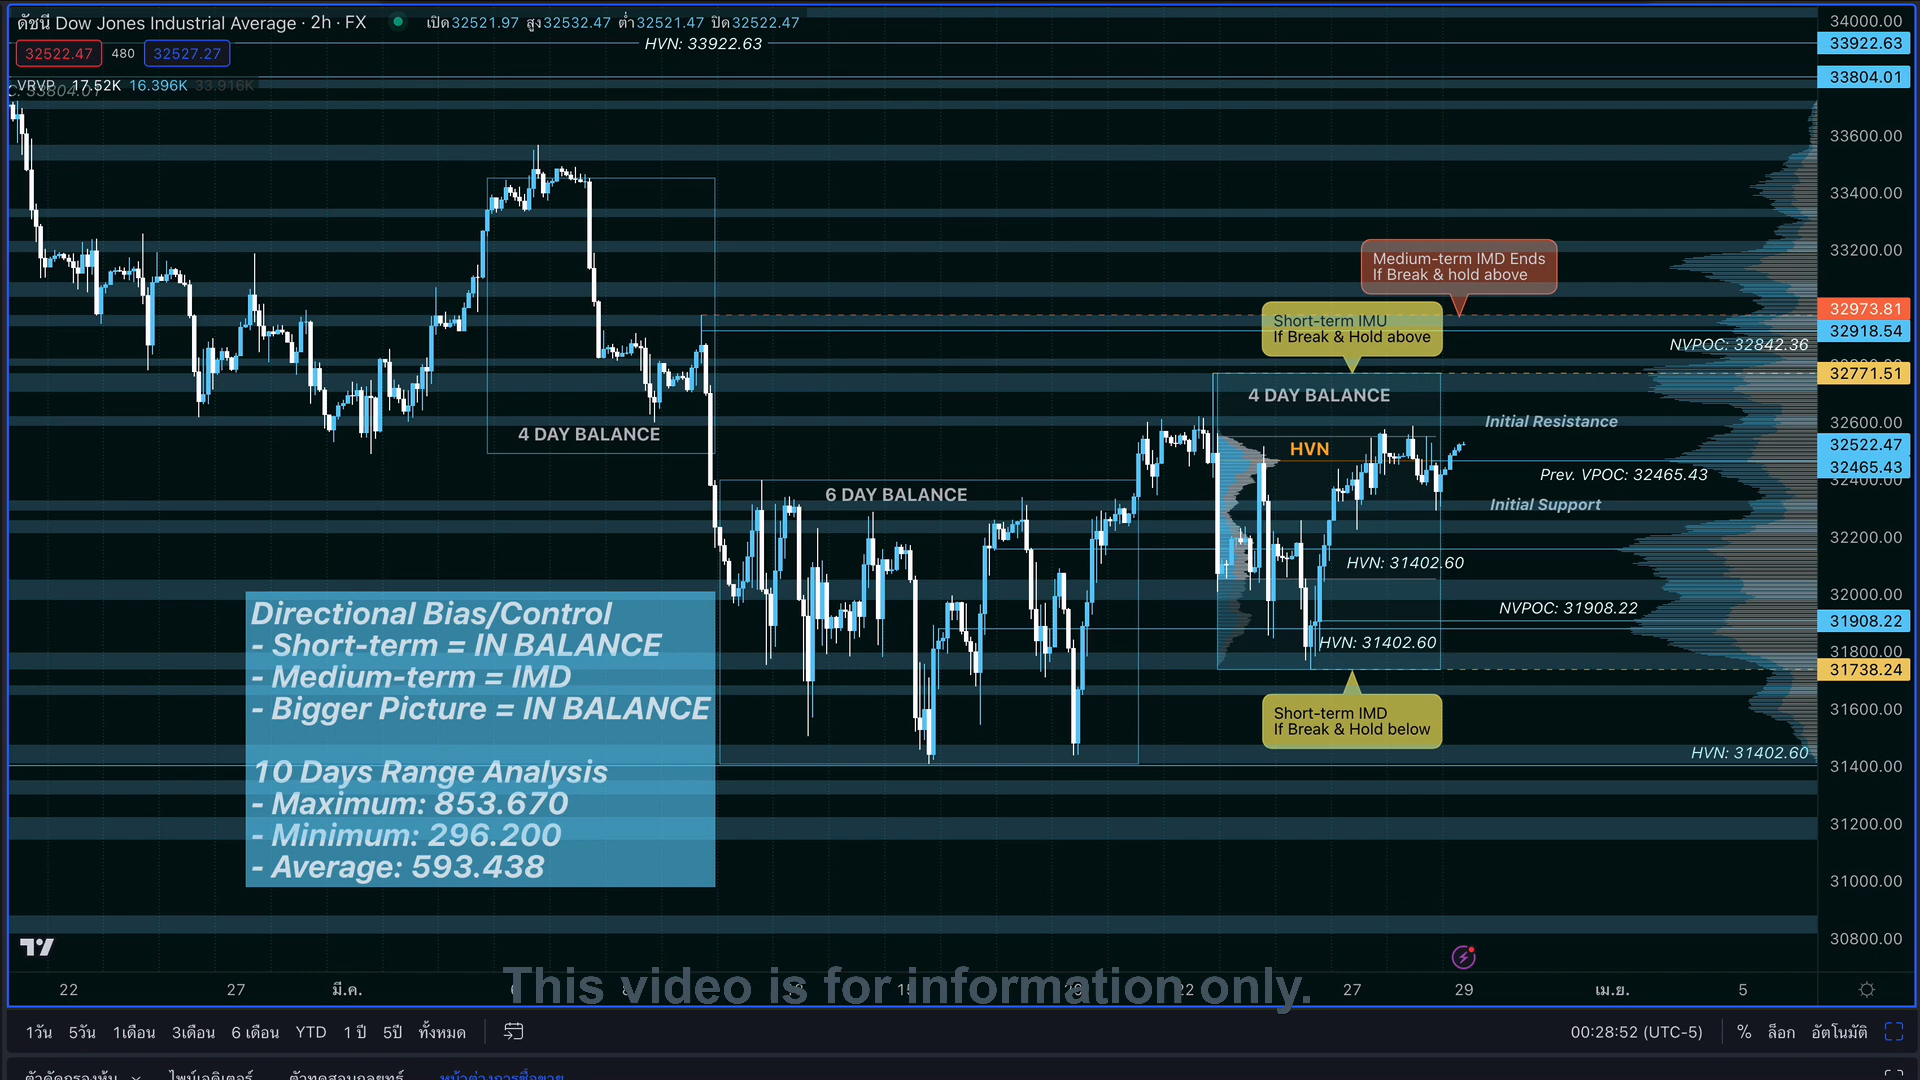 ดัชนี Dow Jones Industrial Average · 2h · FX
เปิด32521.97 สูง32532.47 ต่ำ32521.47 ปิด32522.47
32522.47 480 32527.27
HVN: 33922.63
VRVP 17.52K 16.396K 33.916K
C: 33804.01
34000.00
33922.63
33804.01
33600.00
33400.00
33200.00
Medium-term IMD Ends
If Break & hold above
32973.81
Short-term IMU
If Break & Hold above
32918.54
NVPOC: 32842.36
32771.51
4 DAY BALANCE
Initial Resistance
32600.00
4 DAY BALANCE
HVN
32522.47
32465.43
Prev. VPOC: 32465.43
32400.00
6 DAY BALANCE
Initial Support
32200.00
HVN: 31402.60
32000.00
NVPOC: 31908.22
31908.22
HVN: 31402.60
31800.00
31738.24
Short-term IMD
If Break & Hold below
31600.00
HVN: 31402.60
31400.00
31200.00
31000.00
30800.00
Directional Bias/Control
- Short-term = IN BALANCE
- Medium-term = IMD
- Bigger Picture = IN BALANCE
10 Days Range Analysis
- Maximum: 853.670
- Minimum: 296.200
- Average: 593.438
This video is for information only.
22 27 มี.ค. 6 15 22 27 29 เม.ย. 5
1วัน 5วัน 1เดือน 3เดือน 6 เดือน YTD 1 ปี 5ปี ทั้งหมด
00:28:52 (UTC-5) % ล็อก อัตโนมัติ